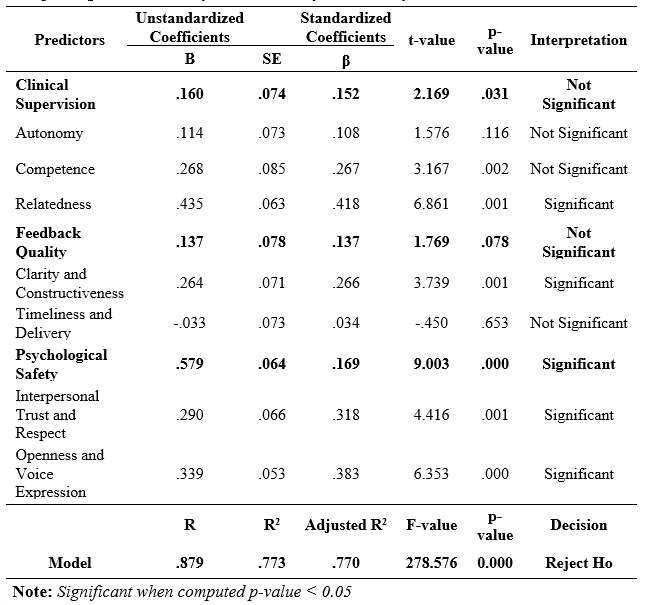 Unstandardized Standardized
Predictors Coefficients Coefficients t-value p-value Interpretation
B SE β
Clinical Supervision .160 .074 .152 2.169 .031 Not Significant
Autonomy .114 .073 .108 1.576 .116 Not Significant
Competence .268 .085 .267 3.167 .002 Not Significant
Relatedness .435 .063 .418 6.861 .001 Significant
Feedback Quality .137 .078 .137 1.769 .078 Not Significant
Clarity and Constructiveness .264 .071 .266 3.739 .001 Significant
Timeliness and Delivery -.033 .073 .034 -.450 .653 Not Significant
Psychological Safety .579 .064 .169 9.003 .000 Significant
Interpersonal Trust and Respect .290 .066 .318 4.416 .001 Significant
Openness and Voice Expression .339 .053 .383 6.353 .000 Significant
R R² Adjusted R² F-value p-value Decision
Model .879 .773 .770 278.576 0.000 Reject Ho
Note: Significant when computed p-value < 0.05